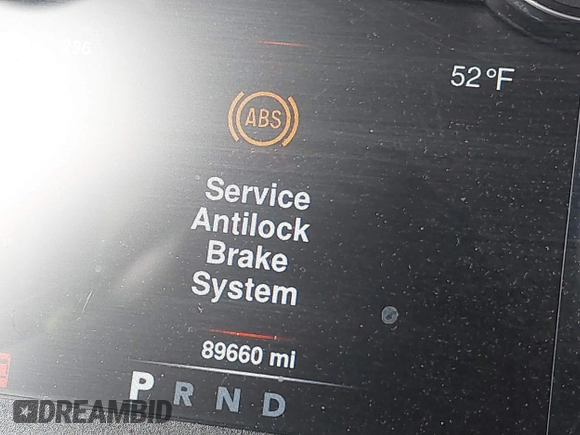 52°F
ABS
Service
Antilock
Brake
System
89660 mi
P R N D
DREAMBID